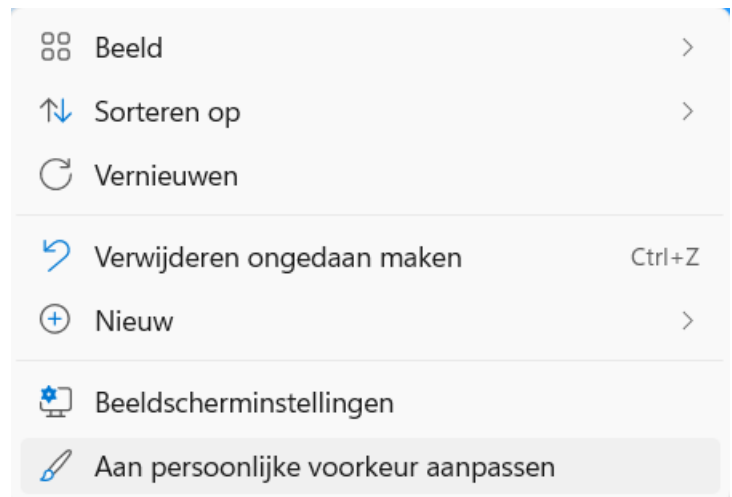 Beeld
Sorteren op
Vernieuwen
Verwijderen ongedaan maken Ctrl+Z
Nieuw
Beeldscherminstellingen
Aan persoonlijke voorkeur aanpassen